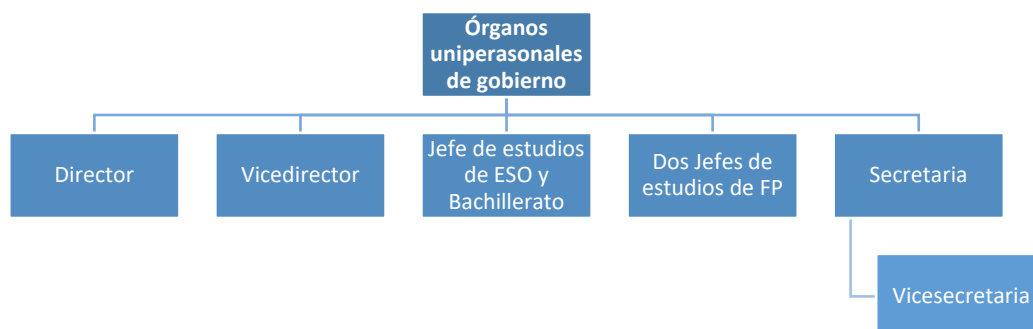 Órganos
uniperasonales
de gobierno
Director
Vicedirector
Jefe de estudios
de ESO y
Bachillerato
Dos Jefes de
estudios de FP
Secretaria
Vicesecretaria